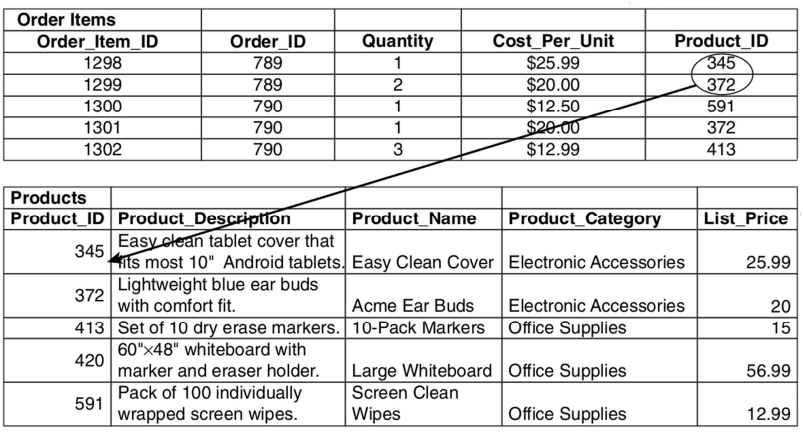 Order Items
Order_Item_ID Order_ID Quantity Cost_Per_Unit Product_ID
1298 789 1 $25.99 345
1299 789 2 $20.00 372
1300 790 1 $12.50 591
1301 790 1 $20.00 372
1302 790 3 $12.99 413
Products
Product_ID Product_Description Product_Name Product_Category List_Price
345 Easy clean tablet cover that
fits most 10" Android tablets. Easy Clean Cover Electronic Accessories 25.99
372 Lightweight blue ear buds
with comfort fit. Acme Ear Buds Electronic Accessories 20
413 Set of 10 dry erase markers. 10-Pack Markers Office Supplies 15
420 60"×48" whiteboard with
marker and eraser holder. Large Whiteboard Office Supplies 56.99
591 Pack of 100 individually Screen Clean
wrapped screen wipes. Wipes Office Supplies 12.99